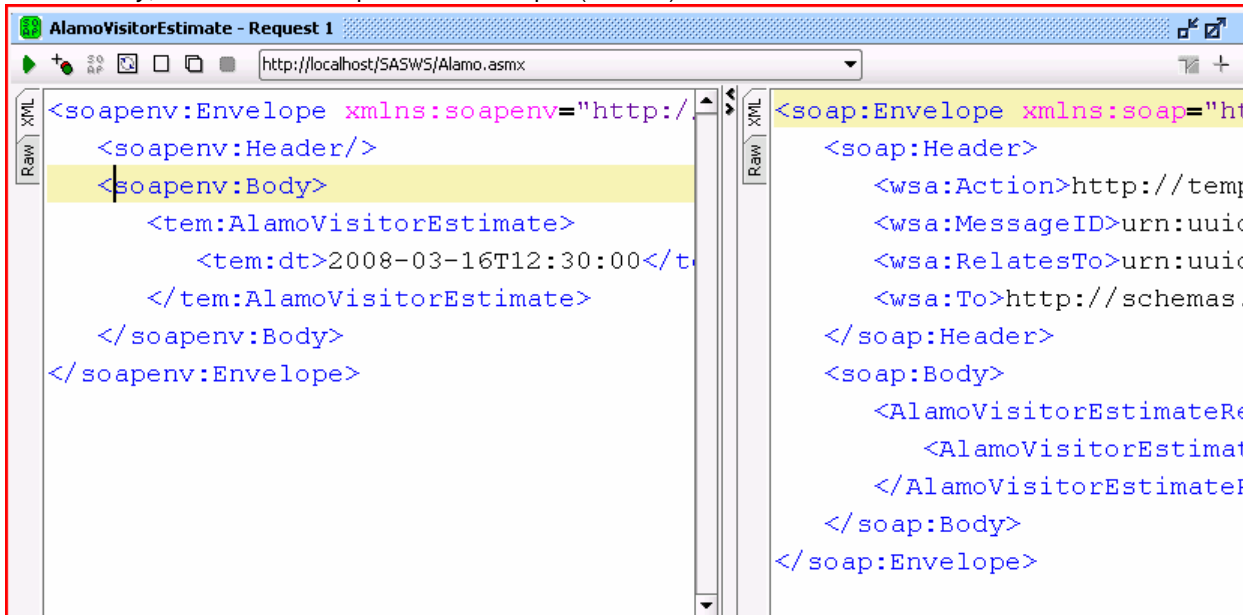 AlamoVisitorEstimate - Request 1
http://localhost/SASWS/Alamo.asmx
XML
Raw
<soapenv:Envelope xmlns:soapenv="http:/
<soapenv:Header/>
<soapenv:Body>
<tem:AlamoVisitorEstimate>
<tem:dt>2008-03-16T12:30:00</t
</tem:AlamoVisitorEstimate>
</soapenv:Body>
</soapenv:Envelope>
XML
Raw
<soap:Envelope xmlns:soap="ht
<soap:Header>
<wsa:Action>http://temp
<wsa:MessageID>urn:uuid
<wsa:RelatesTo>urn:uuid
<wsa:To>http://schemas.
</soap:Header>
<soap:Body>
<AlamoVisitorEstimateRe
<AlamoVisitorEstimat
</AlamoVisitorEstimateR
</soap:Body>
</soap:Envelope>